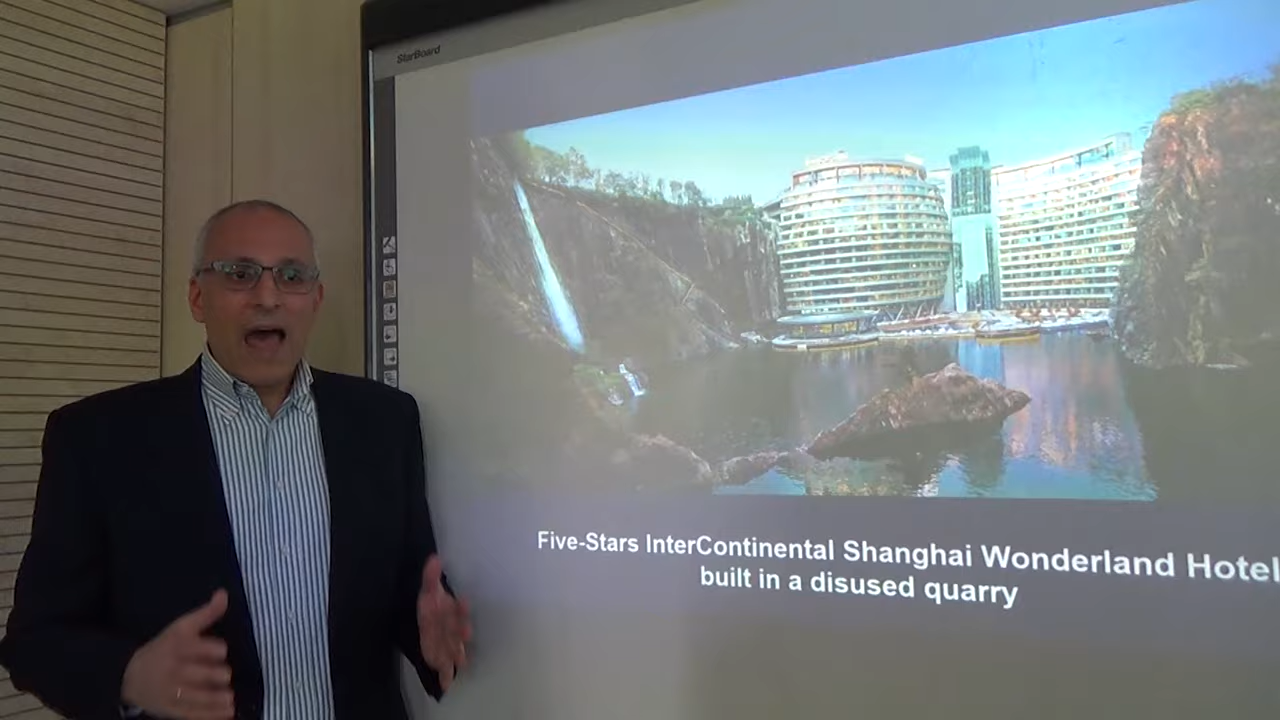 StarBoard
Five-Stars InterContinental Shanghai Wonderland Hotel
built in a disused quarry